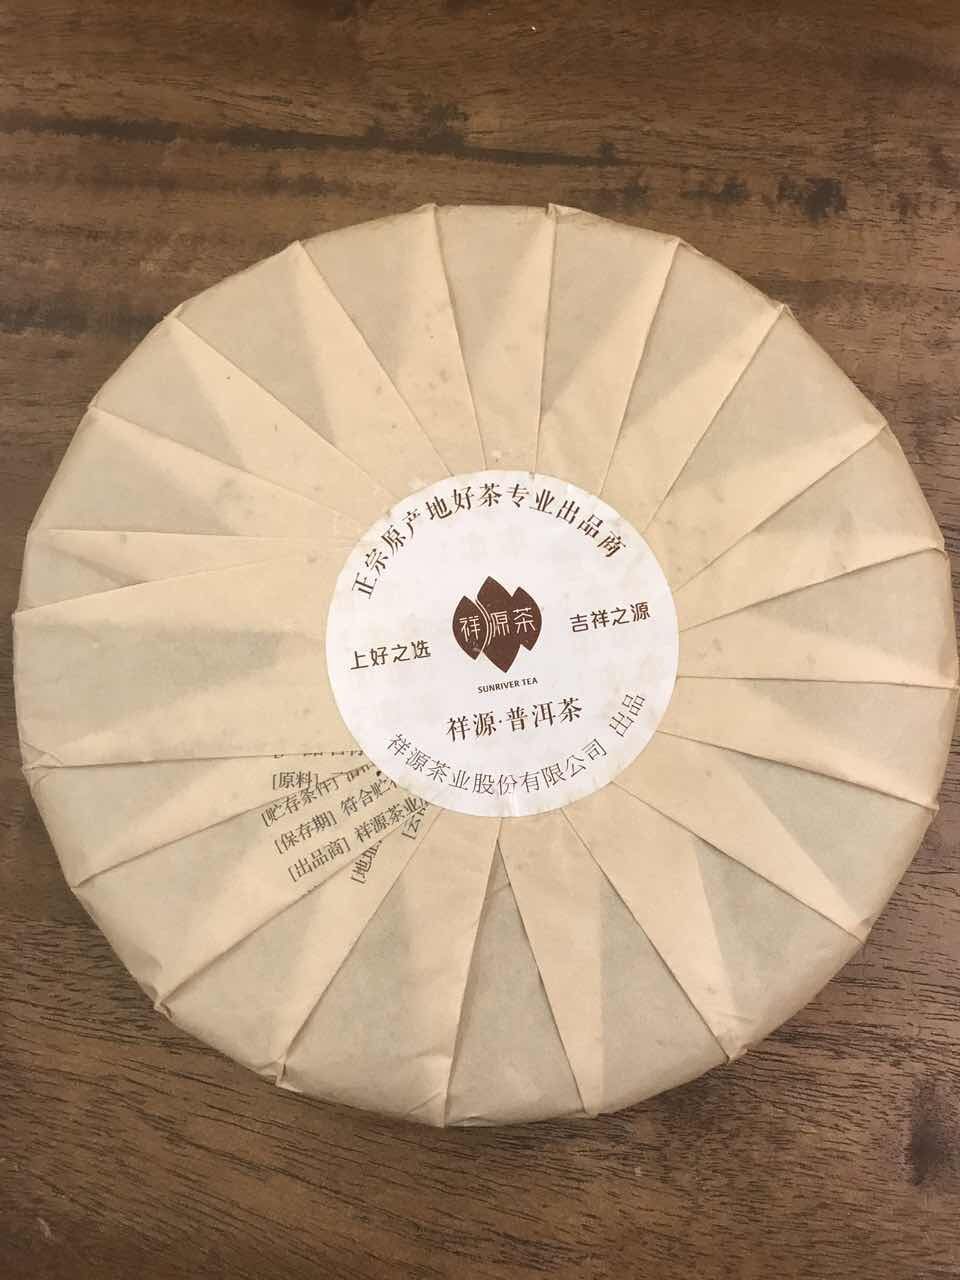 正宗原产地好茶专业出品商
祥源茶
上好之选
吉祥之源
SUNRIVER TEA
祥源·普洱茶
祥源茶业股份有限公司 出品
[原料]
[贮存条件]
符合贮
[保存期]
[出品商] 祥源茶业
[地址
[云